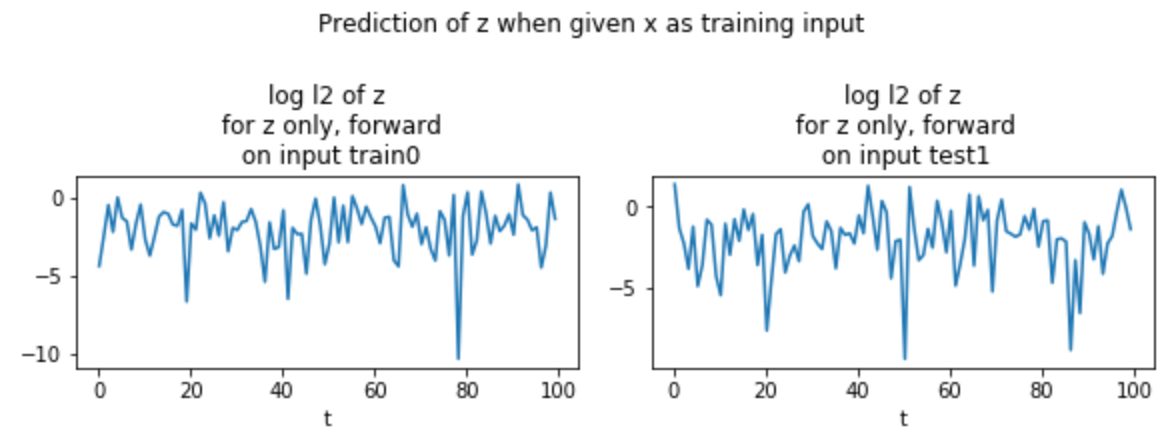 Prediction of z when given x as training input
log l2 of z
for z only, forward
on input train0
0
−5
−10
0 20 40 60 80 100
t
log l2 of z
for z only, forward
on input test1
0
−5
0 20 40 60 80 100
t